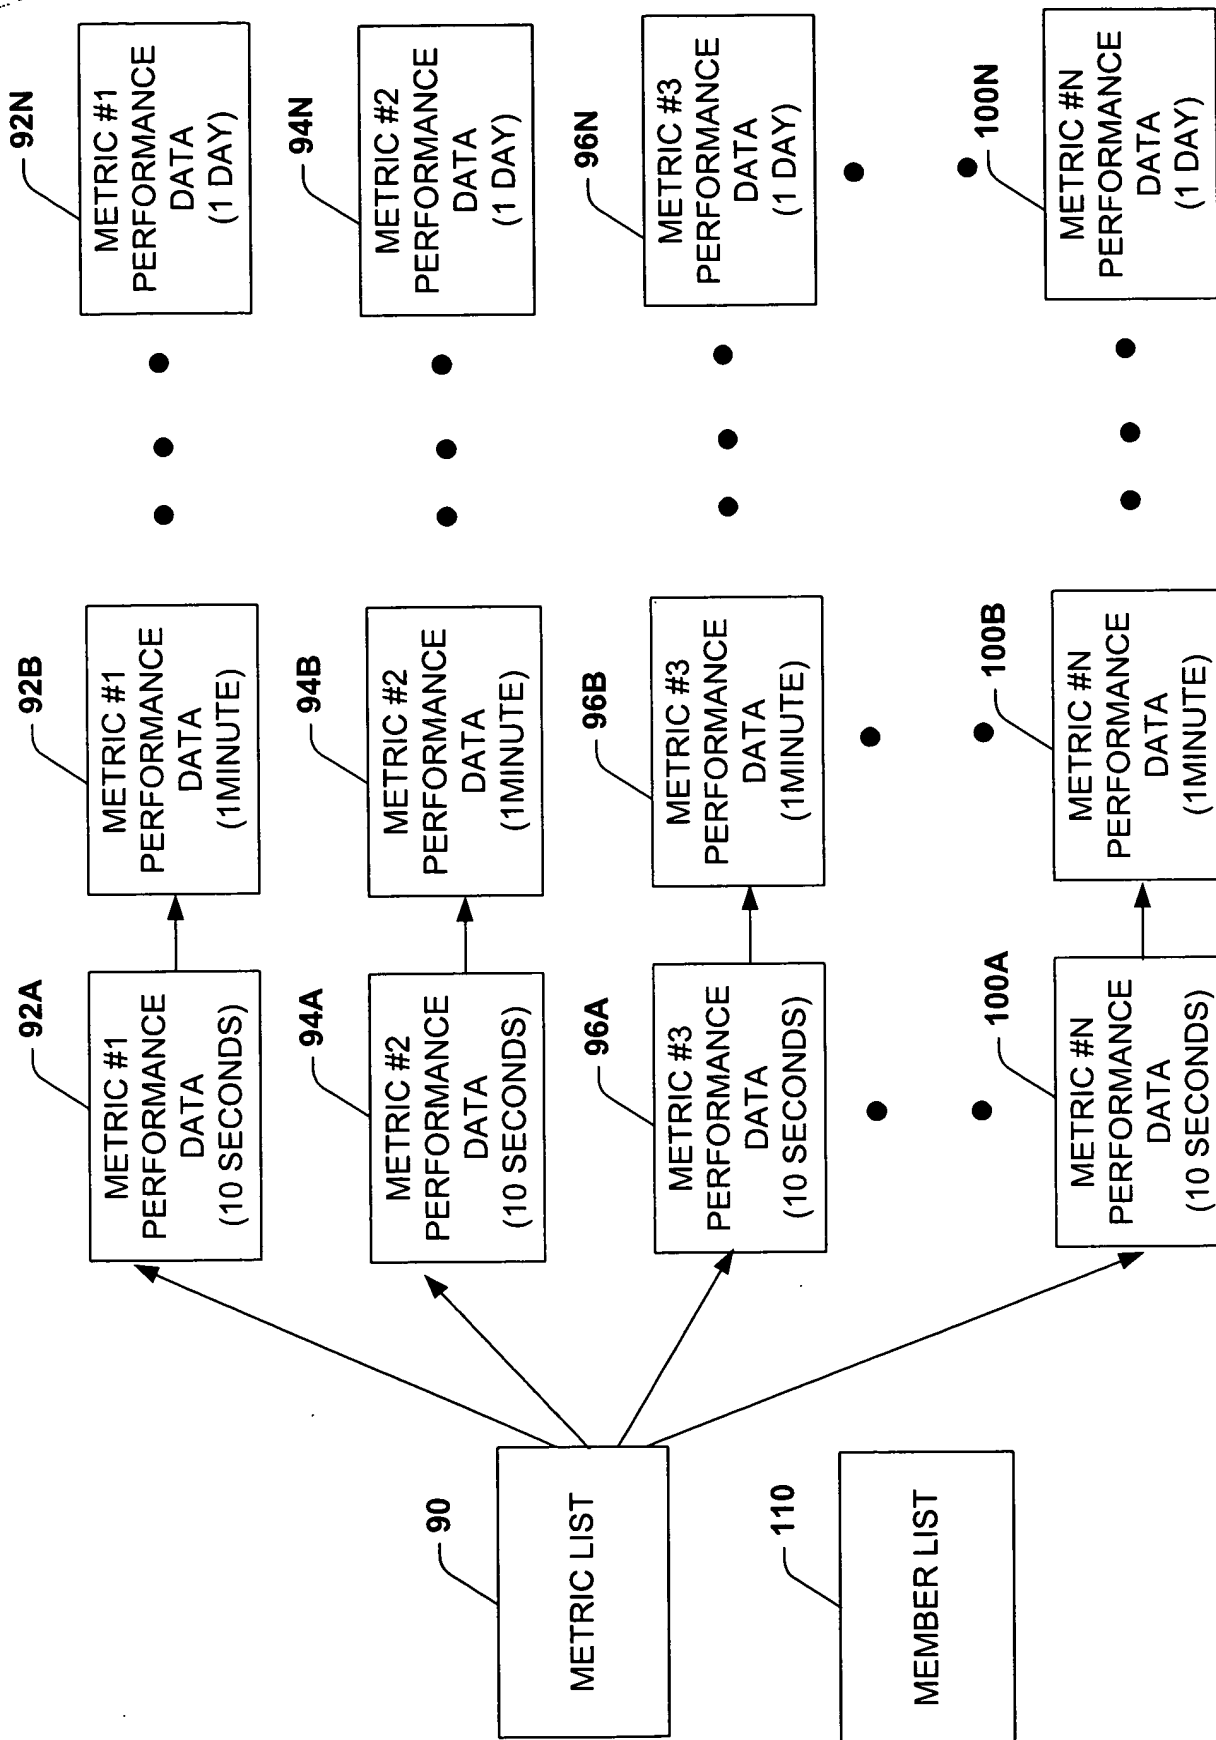 92A
METRIC #1
PERFORMANCE
DATA
(10 SECONDS)
92B
METRIC #1
PERFORMANCE
DATA
(1MINUTE)
92N
METRIC #1
PERFORMANCE
DATA
(1 DAY)
94A
METRIC #2
PERFORMANCE
DATA
(10 SECONDS)
94B
METRIC #2
PERFORMANCE
DATA
(1MINUTE)
94N
METRIC #2
PERFORMANCE
DATA
(1 DAY)
90
METRIC LIST
96A
METRIC #3
PERFORMANCE
DATA
(10 SECONDS)
96B
METRIC #3
PERFORMANCE
DATA
(1MINUTE)
96N
METRIC #3
PERFORMANCE
DATA
(1 DAY)
110
MEMBER LIST
100A
METRIC #N
PERFORMANCE
DATA
(10 SECONDS)
100B
METRIC #N
PERFORMANCE
DATA
(1MINUTE)
100N
METRIC #N
PERFORMANCE
DATA
(1 DAY)